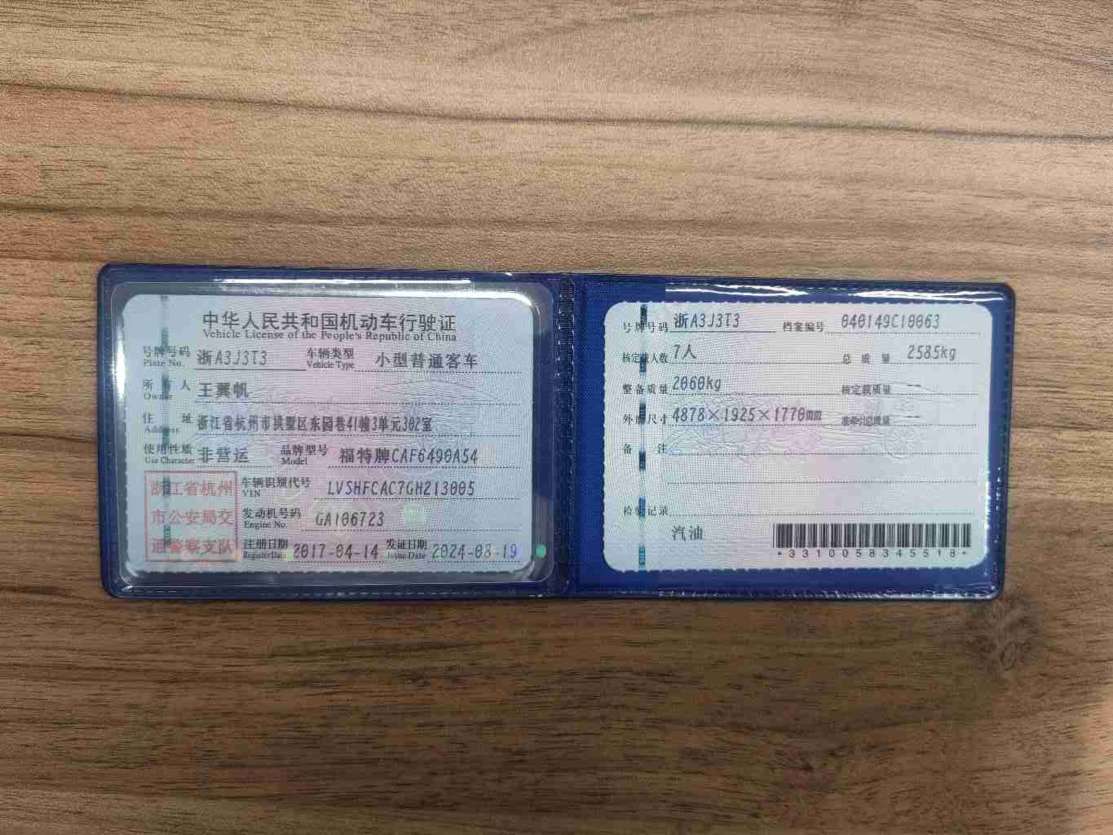 中华人民共和国机动车行驶证
Vehicle License of the People's Republic of China
号牌号码 浙A3J3T3 车辆类型 小型普通客车
Plate No. Vehicle Type
所有人 王冀帆
Owner
住址 浙江省杭州市拱墅区东园巷41幢3单元302室
Address
使用性质 非营运 品牌型号 福特牌CAF6490A54
Use Character Model
浙江省杭州
市公安局交
通警察支队
车辆识别代号 LVSHFCAC7GH213005
VIN
发动机号码 GA106723
Engine No.
注册日期 2017-04-14 发证日期 2024-08-19
Register Date Issue Date
号牌号码 浙A3J3T3 档案编号 040149C10063
核定载人数 7人 总质量 2585kg
整备质量 2060kg 核定载质量 --
外廓尺寸 4878×1925×1770mm 准牵引总质量 --
备注
检验记录
汽油
*3310058345518*